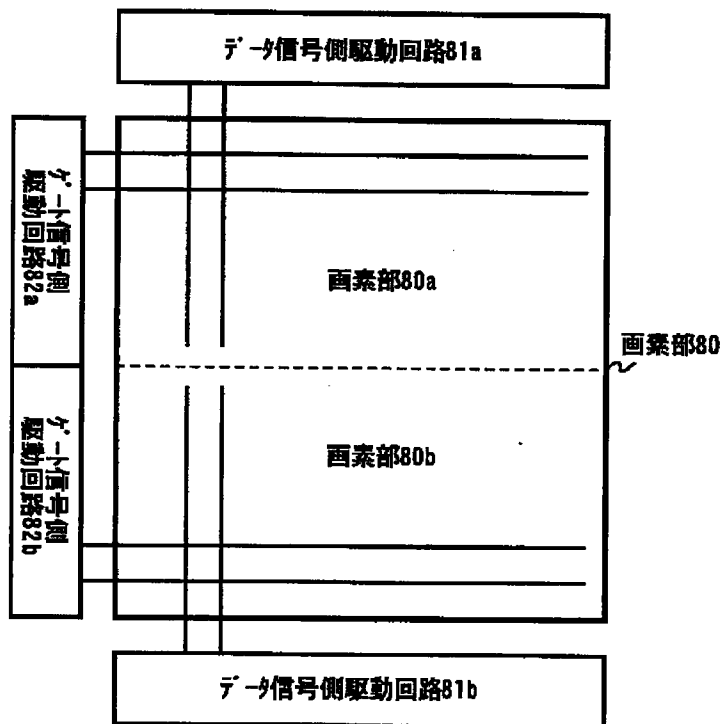 データ信号側駆動回路81a
ゲート信号側
駆動回路82a
画素部80a
画素部80
ゲート信号側
駆動回路82b
画素部80b
データ信号側駆動回路81b